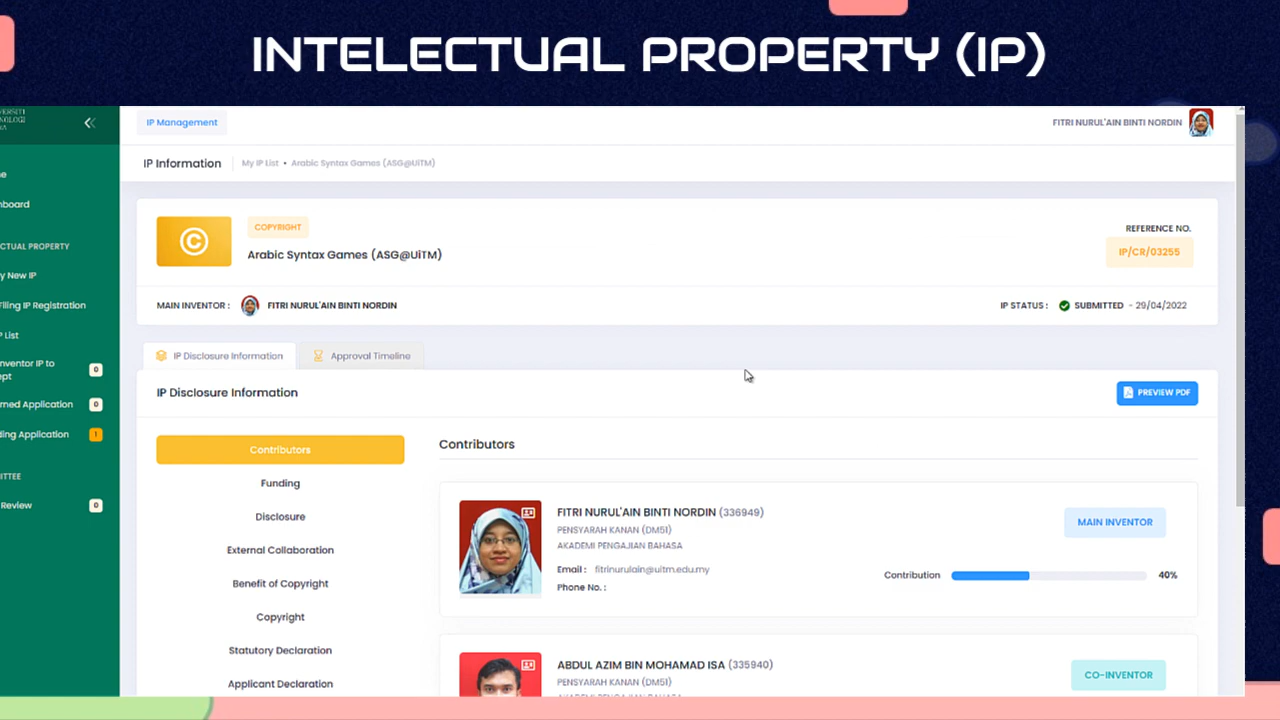 INTELECTUAL PROPERTY (IP)
IP Management
FITRI NURUL'AIN BINTI NORDIN
IP Information
My IP List • Arabic Syntax Games (ASG@UiTM)
COPYRIGHT
Arabic Syntax Games (ASG@UiTM)
REFERENCE NO.
IP/CR/03255
MAIN INVENTOR :
FITRI NURUL'AIN BINTI NORDIN
IP STATUS :
SUBMITTED - 29/04/2022
IP Disclosure Information
Approval Timeline
IP Disclosure Information
PREVIEW PDF
Contributors
Funding
Disclosure
External Collaboration
Benefit of Copyright
Copyright
Statutory Declaration
Applicant Declaration
Contributors
FITRI NURUL'AIN BINTI NORDIN (336949)
PENSYARAH KANAN (DM51)
AKADEMI PENGAJIAN BAHASA
Email : fitrinurulain@uitm.edu.my
Phone No. :
MAIN INVENTOR
Contribution
40%
ABDUL AZIM BIN MOHAMAD ISA (335940)
PENSYARAH KANAN (DM51)
CO-INVENTOR
nboard
CTUAL PROPERTY
y New IP
Filing IP Registration
P List
nventor IP to
ept
0
rned Application
0
ding Application
1
ITTEE
Review
0